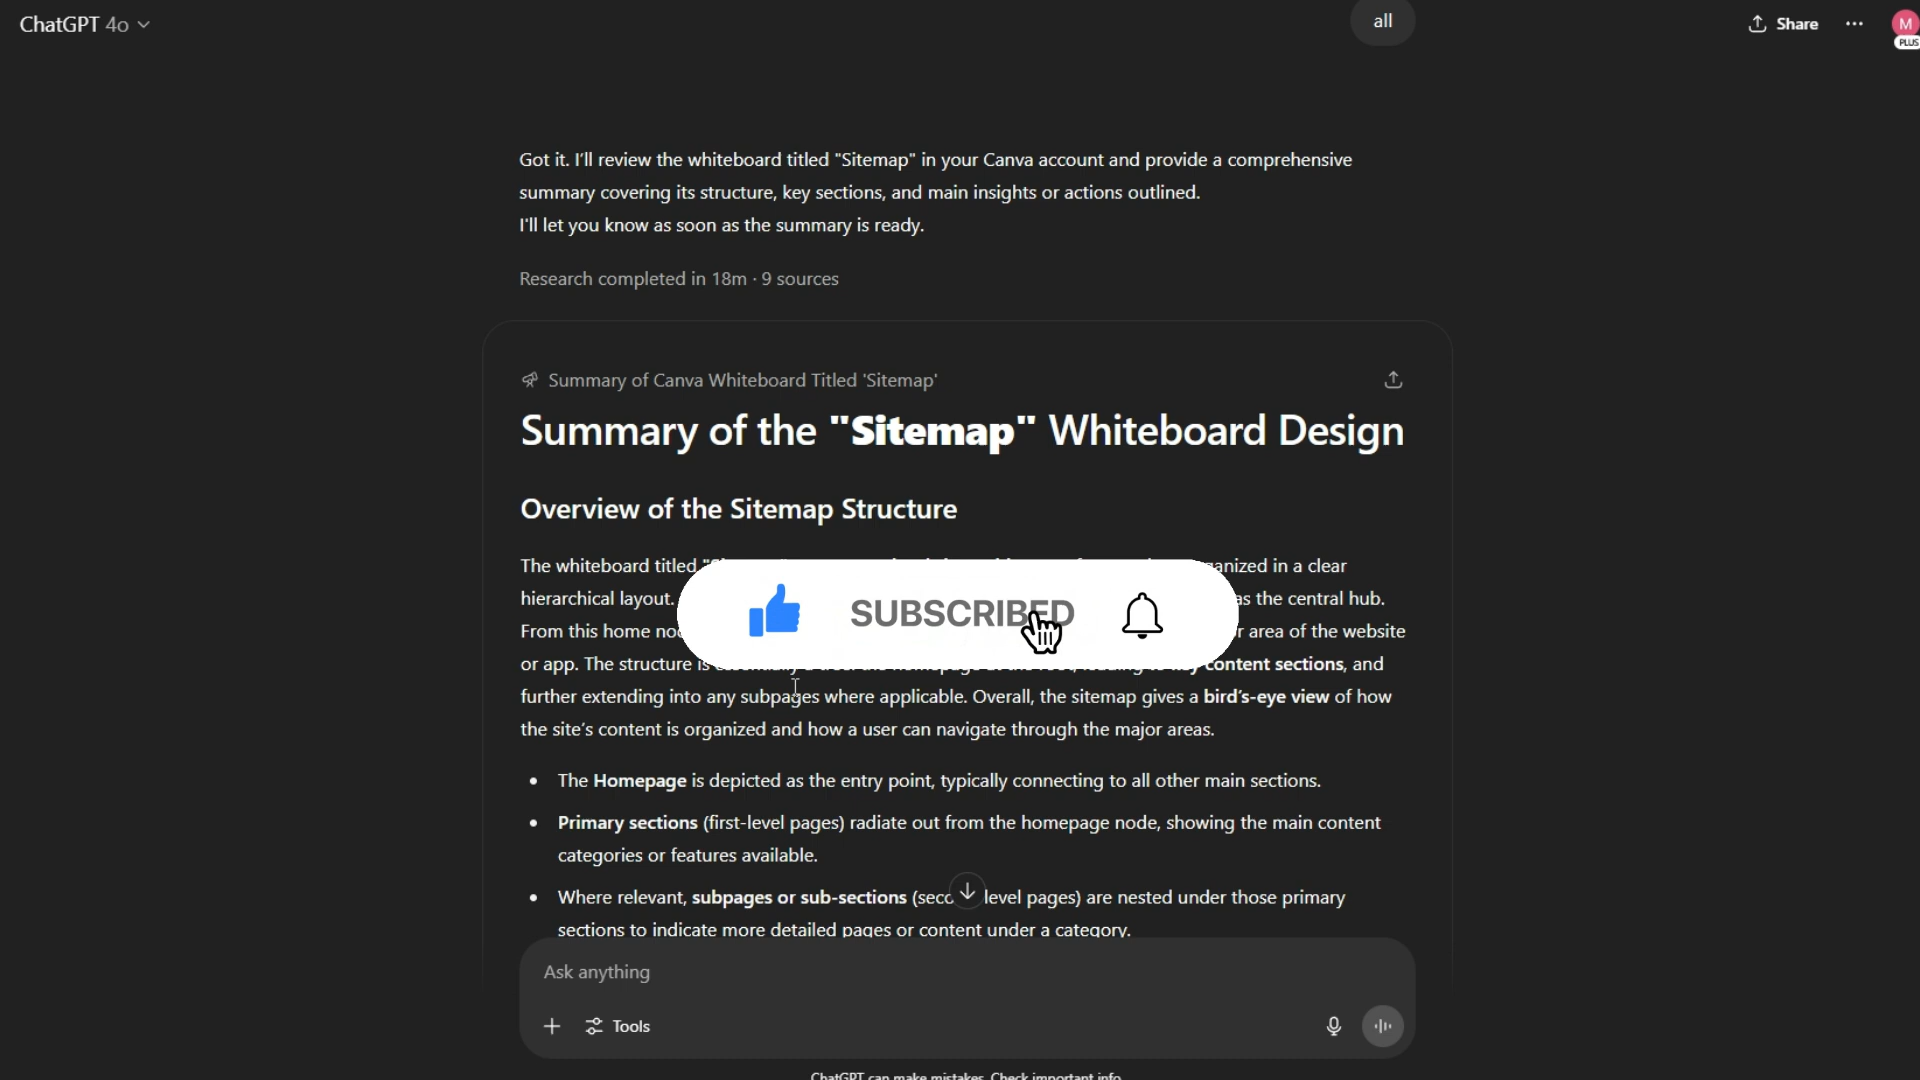 ChatGPT 4o
all
Share
M
PLUS
Got it. I'll review the whiteboard titled "Sitemap" in your Canva account and provide a comprehensive
summary covering its structure, key sections, and main insights or actions outlined.
I'll let you know as soon as the summary is ready.
Research completed in 18m · 9 sources
Summary of Canva Whiteboard Titled 'Sitemap'
Summary of the "Sitemap" Whiteboard Design
Overview of the Sitemap Structure
The whiteboard titled in a clear
hierarchical layout. as the central hub.
From this home area of the website
or app. The structure is content sections, and
SUBSCRIBED
further extending into any subpages where applicable. Overall, the sitemap gives a bird's-eye view of how
the site's content is organized and how a user can navigate through the major areas.
• The Homepage is depicted as the entry point, typically connecting to all other main sections.
• Primary sections (first-level pages) radiate out from the homepage node, showing the main content
categories or features available.
• Where relevant, subpages or sub-sections level pages) are nested under those primary
sections to indicate more detailed pages or content under a category.
Ask anything
Tools
ChatGPT can make mistakes. Check important info.